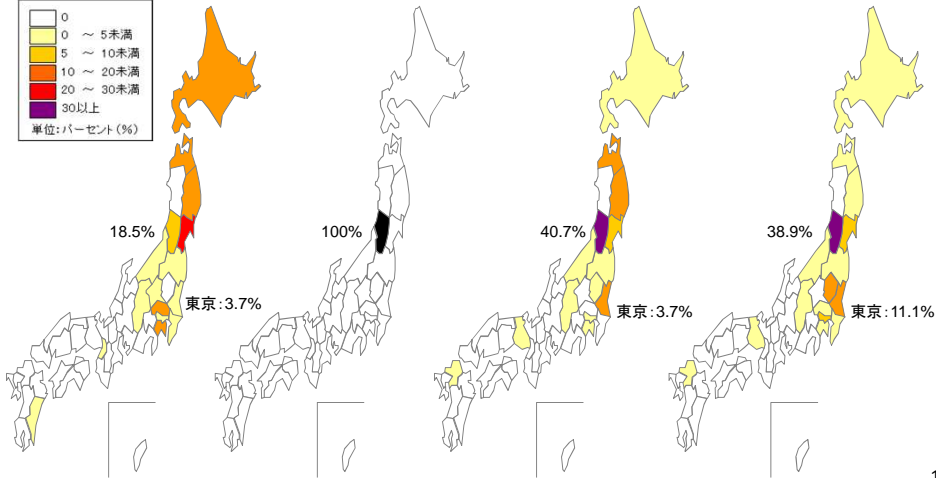 0
0 ~ 5未満
5 ~ 10未満
10 ~ 20未満
20 ~ 30未満
30以上
単位:パーセント(%)
18.5%
東京:3.7%
100%
40.7%
東京:3.7%
38.9%
東京:11.1%
1